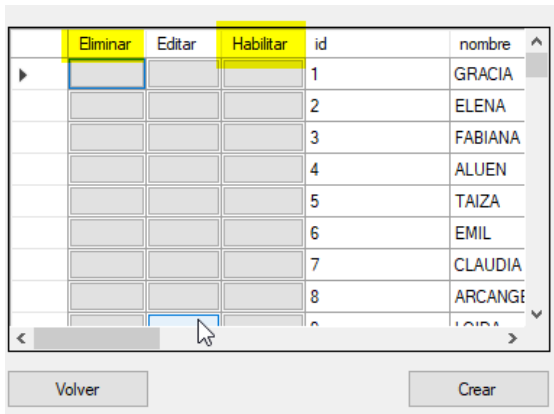 Eliminar Editar Habilitar id nombre
1 GRACIA
2 ELENA
3 FABIANA
4 ALUEN
5 TAIZA
6 EMIL
7 CLAUDIA
8 ARCANGE
Volver Crear